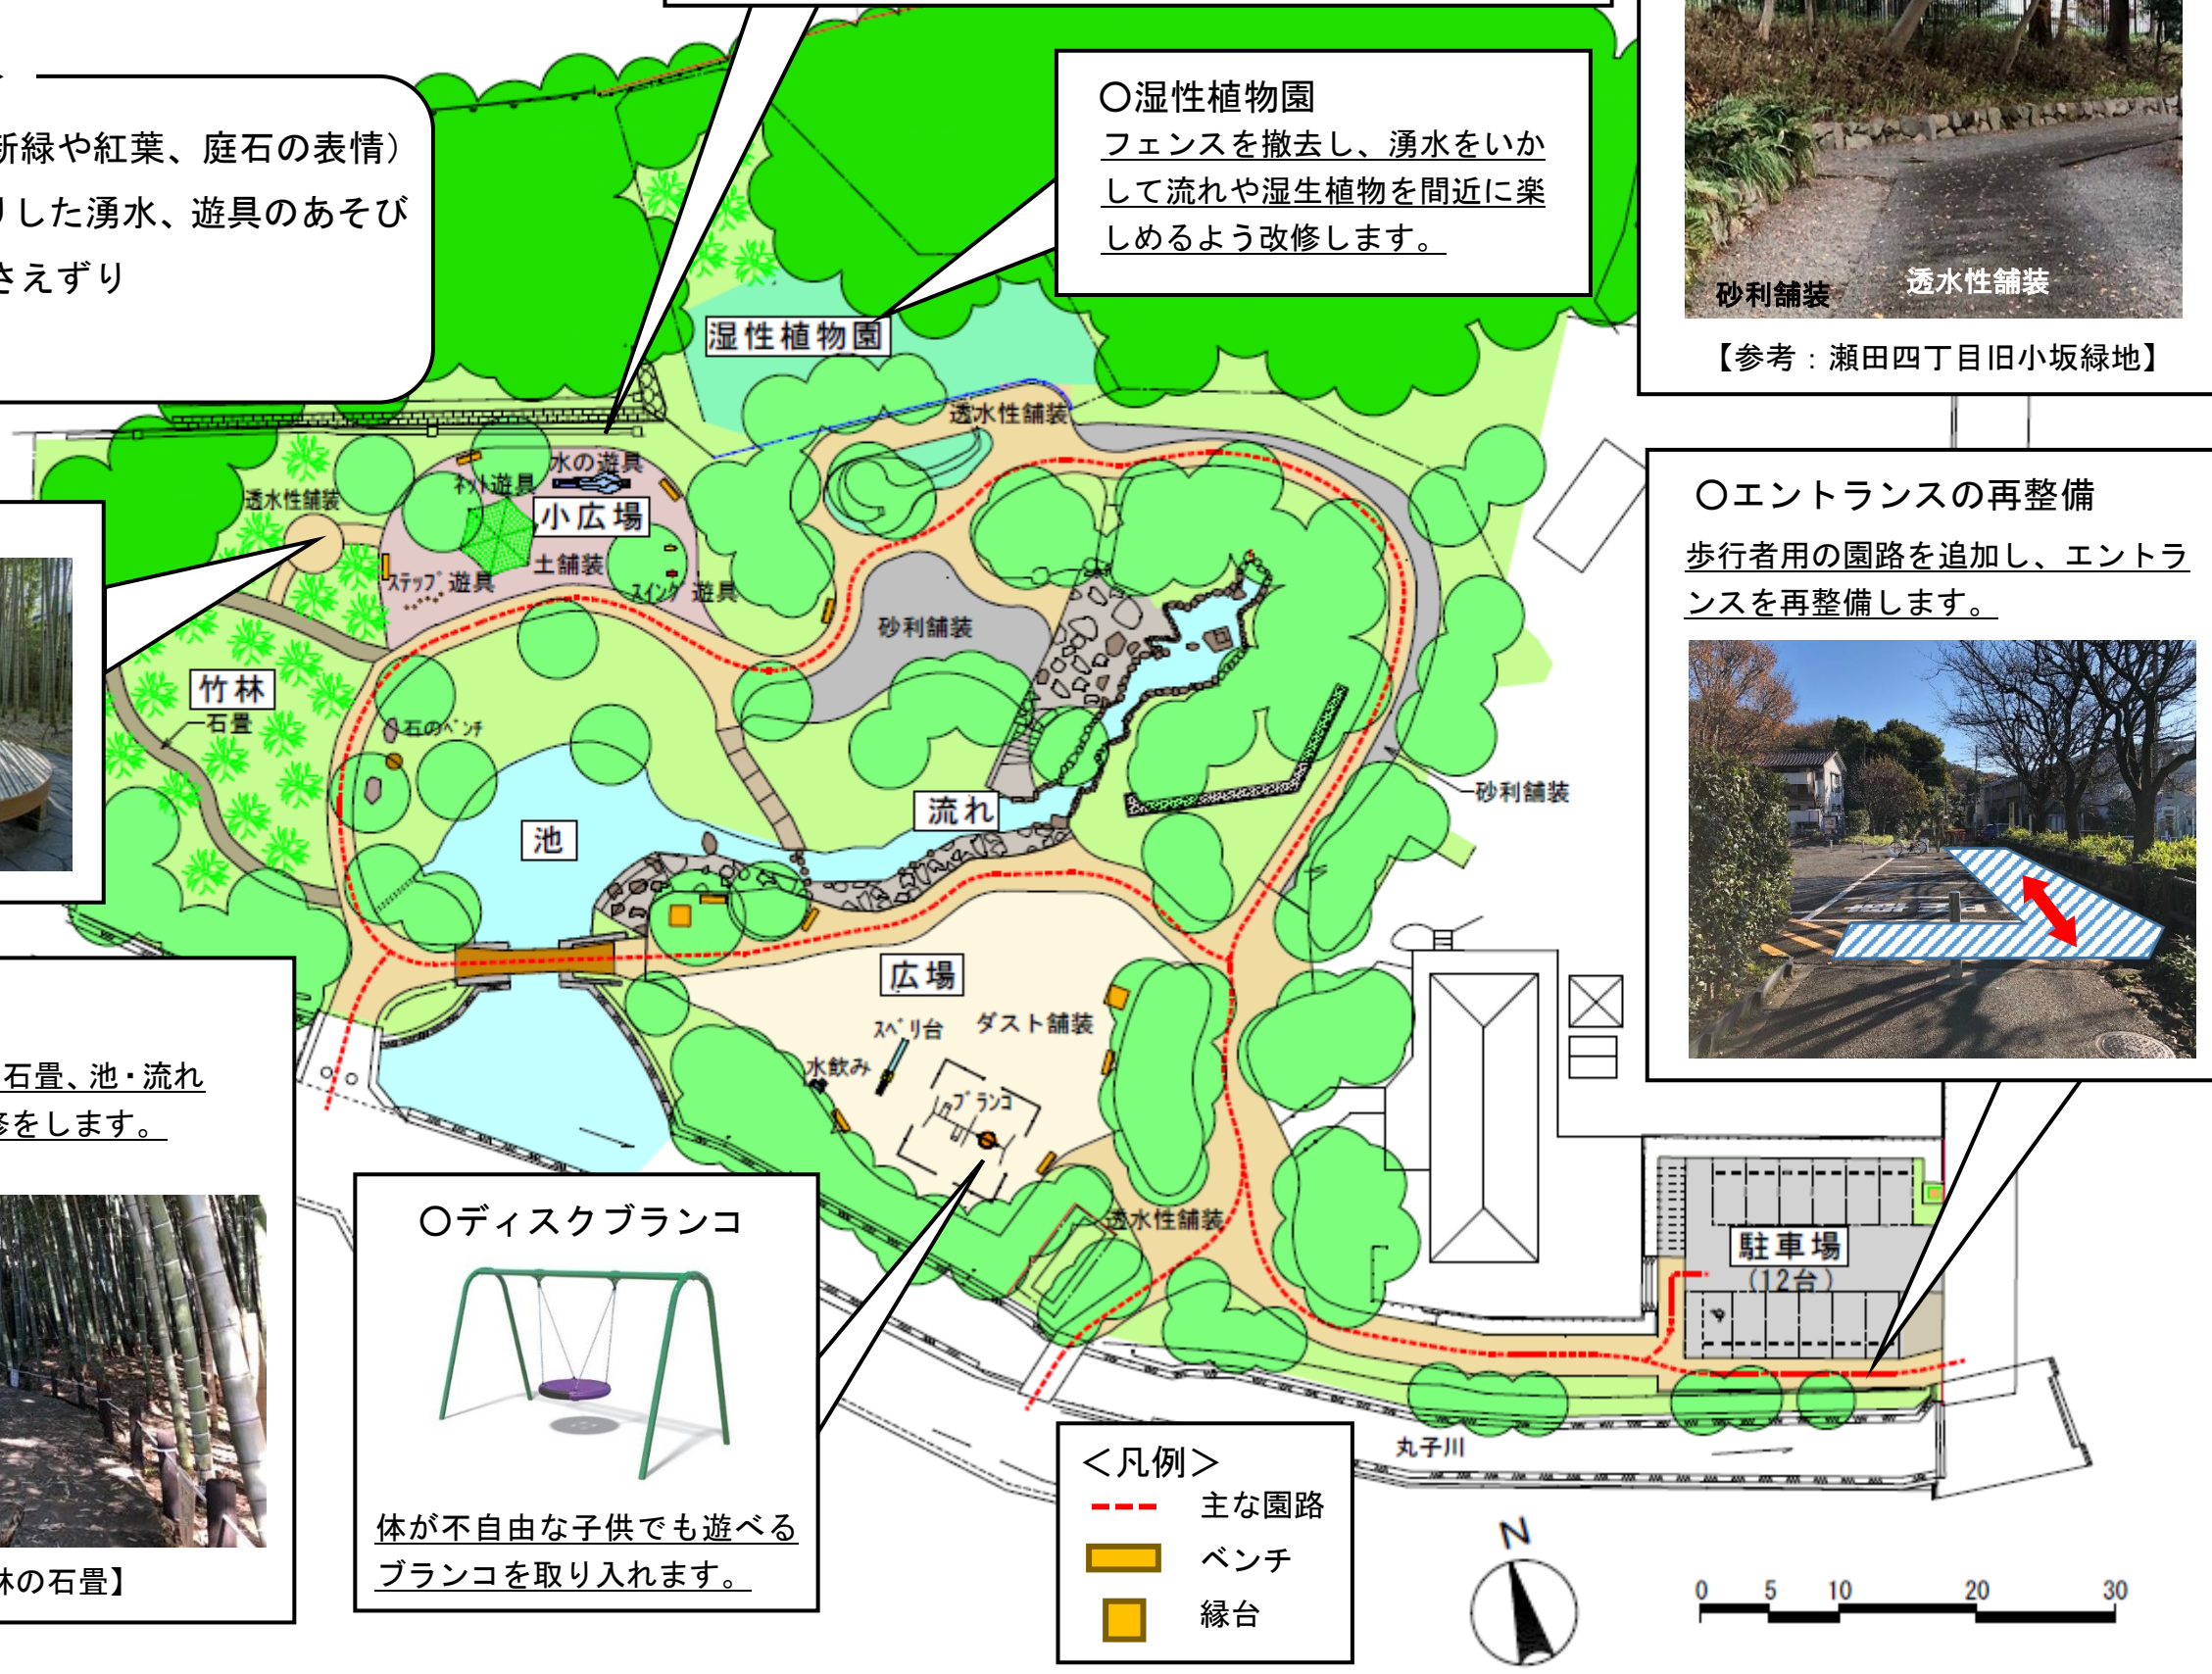 新緑や紅葉、庭石の表情）
りした湧水、遊具のあそび
さえずり
〇湿性植物園
フェンスを撤去し、湧水をいか
して流れや湿生植物を間近に楽
しめるよう改修します。
砂利舗装
透水性舗装
【参考：瀬田四丁目旧小坂緑地】
湿性植物園
透水性舗装
水の遊具
ネット遊具
透水性舗装
小広場
土舗装
ステップ遊具
スイング遊具
砂利舗装
竹林
石畳
石のベンチ
池
流れ
砂利舗装
〇エントランスの再整備
歩行者用の園路を追加し、エントラ
ンスを再整備します。
広場
ダスト舗装
スベリ台
水飲み
ブランコ
透水性舗装
石畳、池・流れ
修をします。
林の石畳】
〇ディスクブランコ
体が不自由な子供でも遊べる
ブランコを取り入れます。
駐車場
（12台）
丸子川
＜凡例＞
主な園路
ベンチ
縁台
N
0 5 10 20 30